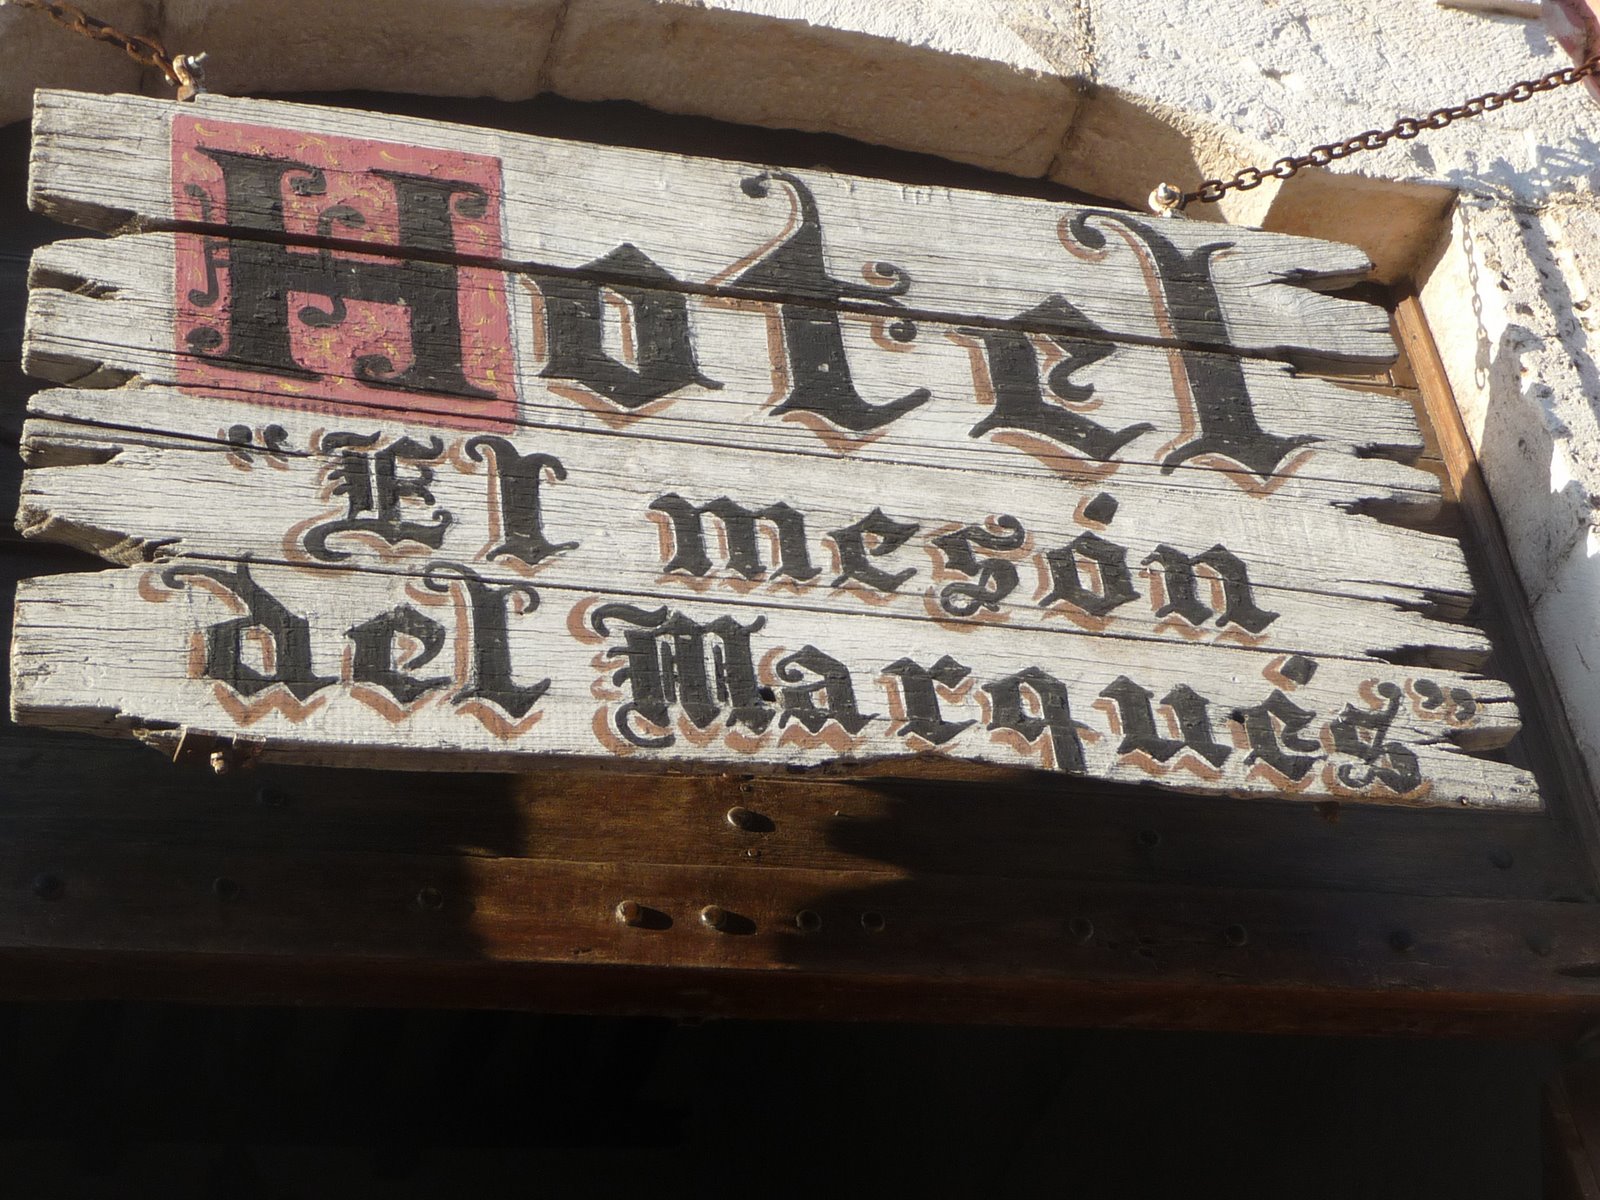 Hotel
"El mesón
del Marqués"